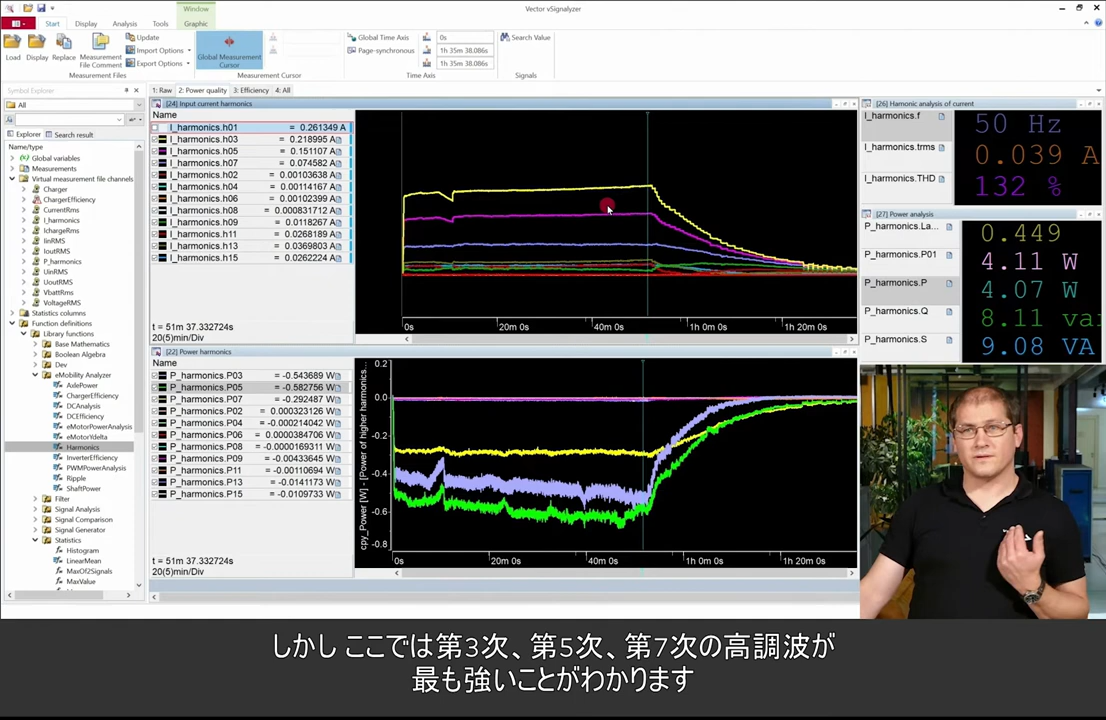 Window
Vector vSignalyzer
Start Display Analysis Tools Graphic
Load Display Replace Measurement File Comment
Update
Import Options
Export Options
Measurement Files
Global Measurement Cursor
Measurement Cursor
Global Time Axis
Page-synchronous
0s
1h 35m 38.086s
1h 35m 38.086s
Time Axis
Search Value
Signals
Symbol Explorer
All
Explorer Search result
Name/type
Global variables
Measurements
Virtual measurement file channels
Charger
ChargerEfficiency
CurrentRms
I_harmonics
IchargeRms
IinRMS
IoutRMS
P_harmonics
UinRMS
UoutRMS
VbattRms
VoltageRMS
Statistics columns
Function definitions
Library functions
Base Mathematics
Boolean Algebra
Dev
eMobility Analyzer
AxlePower
ChargerEfficiency
DCAnalysis
DCEfficiency
eMotorPowerAnalysis
eMotorYdelta
Harmonics
InverterEfficiency
PWMPowerAnalysis
Ripple
ShaftPower
Filter
Signal Analysis
Signal Comparison
Signal Generator
Statistics
Histogram
LinearMean
MaxOf2Signals
MaxValue
1: Raw 2: Power quality 3: Efficiency 4: All
[24] Input current harmonics
Name
I_harmonics.h01 = 0.261349 A
I_harmonics.h03 = 0.218995 A
I_harmonics.h05 = 0.151107 A
I_harmonics.h07 = 0.074582 A
I_harmonics.h02 = 0.00103638 A
I_harmonics.h04 = 0.00114167 A
I_harmonics.h06 = 0.00102399 A
I_harmonics.h08 = 0.000831712 A
I_harmonics.h09 = 0.0118267 A
I_harmonics.h11 = 0.0268189 A
I_harmonics.h13 = 0.0369803 A
I_harmonics.h15 = 0.0262224 A
t = 51m 37.332724s
20(5)min/Div
0s 20m 0s 40m 0s 1h 0m 0s 1h 20m 0s
[22] Power harmonics
Name
P_harmonics.P03 = -0.543689 W
P_harmonics.P05 = -0.582756 W
P_harmonics.P07 = -0.292487 W
P_harmonics.P02 = 0.000323126 W
P_harmonics.P04 = -0.000214042 W
P_harmonics.P06 = 0.0000384706 W
P_harmonics.P08 = -0.0000169311 W
P_harmonics.P09 = -0.00433645 W
P_harmonics.P11 = -0.00110694 W
P_harmonics.P13 = -0.0141173 W
P_harmonics.P15 = -0.0109733 W
t = 51m 37.332724s
20(5)min/Div
cpy_Power [W] - [Power of higher harmonics...
0.2
0.0
-0.2
-0.4
-0.6
-0.8
0s 20m 0s 40m 0s 1h 0m 0s 1h 20m 0s
[26] Hamonic analysis of current
I_harmonics.f 50 Hz
I_harmonics.trms 0.039 A
I_harmonics.THD 132 %
[27] Power analysis
P_harmonics.La... 0.449
P_harmonics.P01 4.11 W
P_harmonics.P 4.07 W
P_harmonics.Q 8.11 var
P_harmonics.S 9.08 VA
しかし ここでは第3次、第5次、第7次の高調波が
最も強いことがわかります